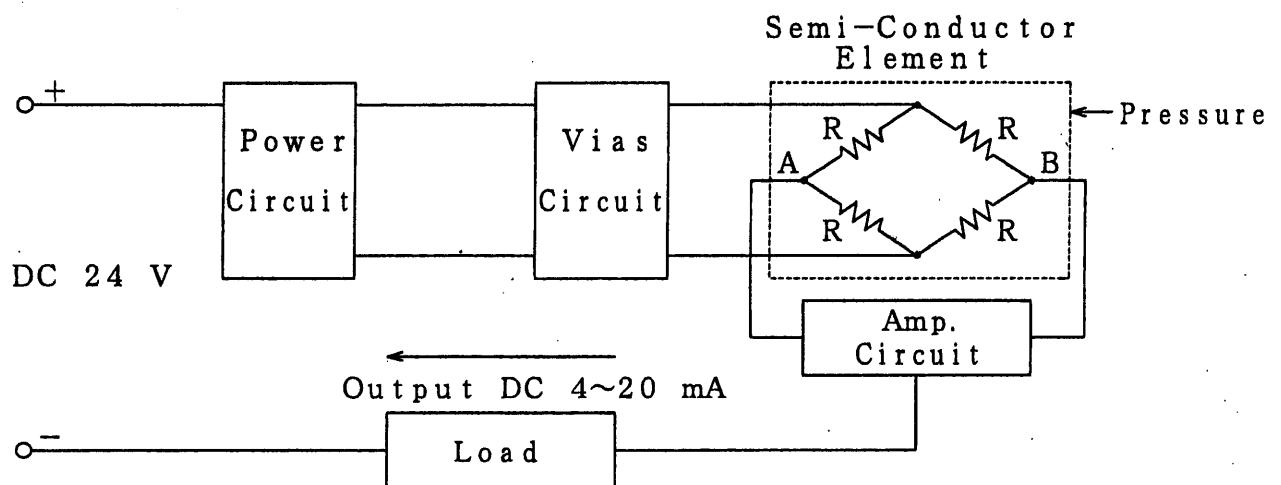 Semi-Conductor
Element
+
Power
Circuit
Vias
Circuit
R
R
A
B
R
R
Pressure
DC 24 V
Amp.
Circuit
Output DC 4~20 mA
−
Load